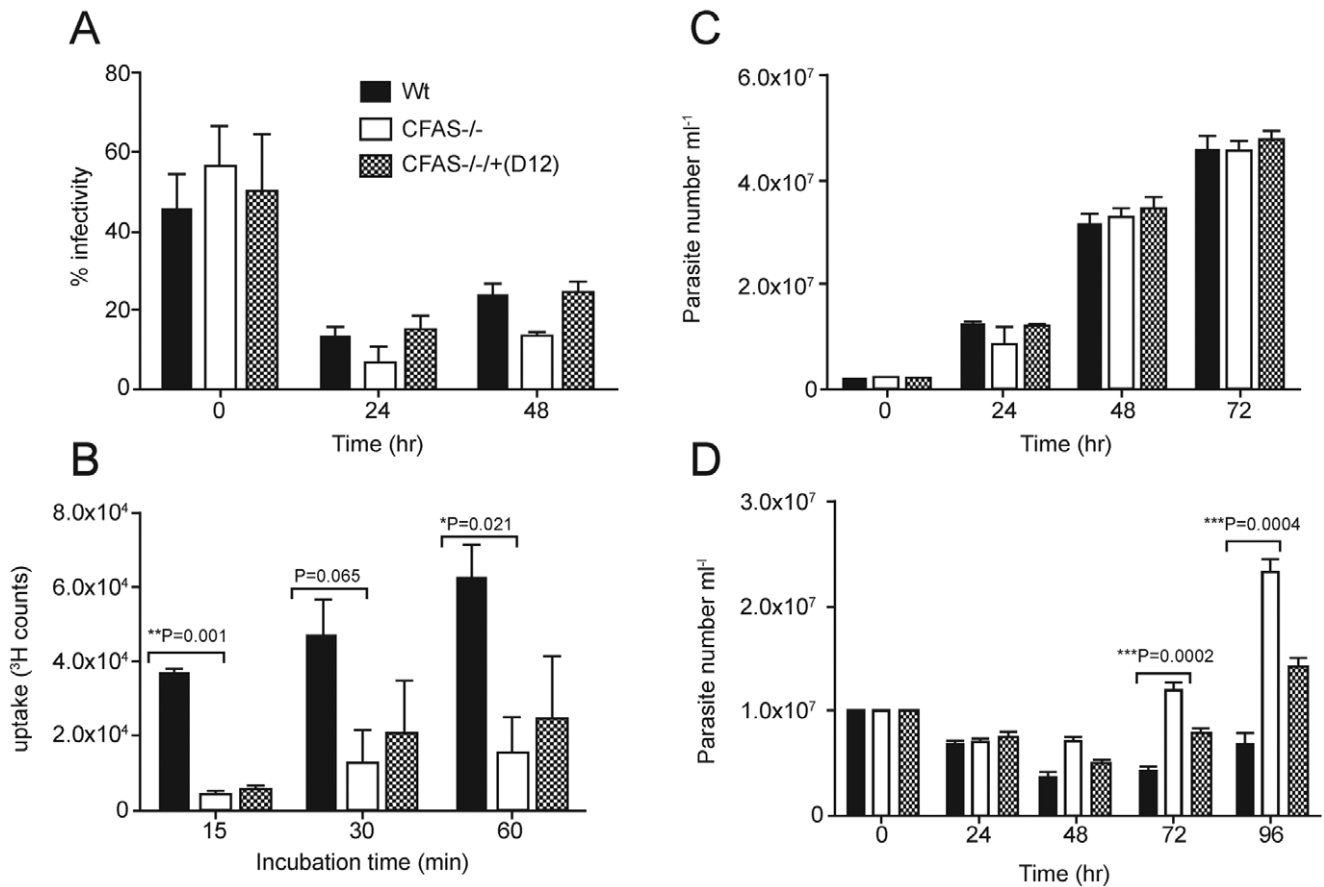 A
% infectivity
80
60
40
20
0
Wt
CFAS-/-
CFAS-/-/+(D12)
0 24 48
Time (hr)
B
uptake (³H counts)
8.0x10⁴
6.0x10⁴
4.0x10⁴
2.0x10⁴
0
**P=0.001
P=0.065
*P=0.021
15 30 60
Incubation time (min)
C
Parasite number ml⁻¹
6.0x10⁷
4.0x10⁷
2.0x10⁷
0
0 24 48 72
Time (hr)
D
Parasite number ml⁻ˡ
3.0x10⁷
2.0x10⁷
1.0x10⁷
0
***P=0.0002
***P=0.0004
0 24 48 72 96
Time (hr)